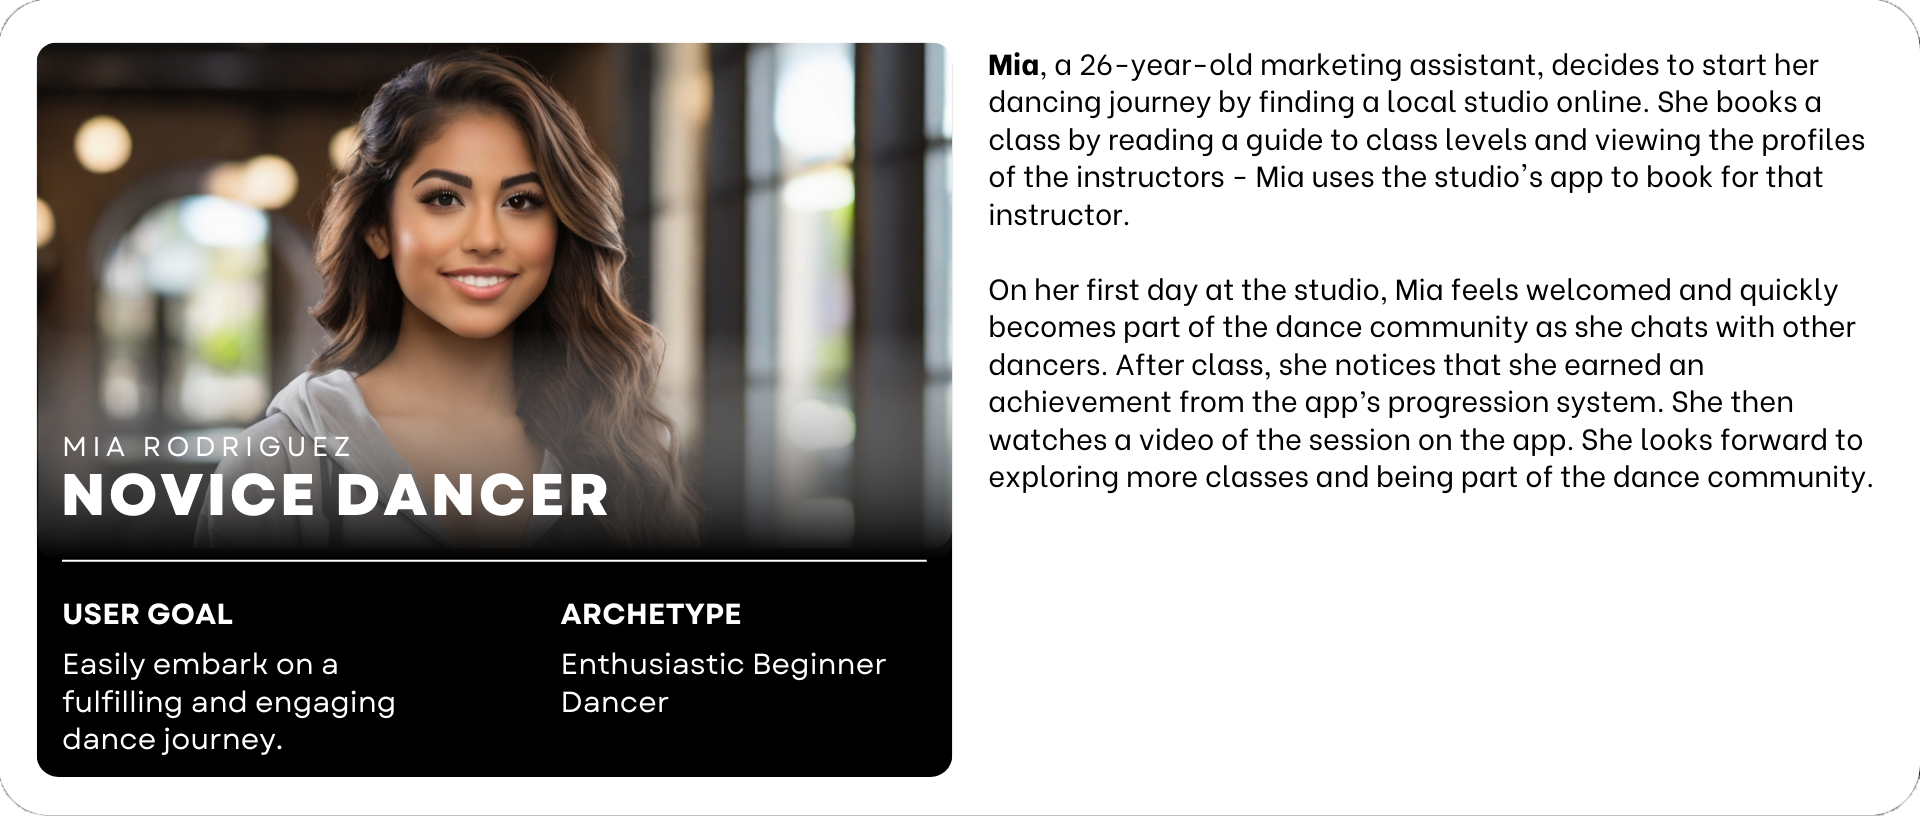 MIA RODRIGUEZ
NOVICE DANCER
USER GOAL
Easily embark on a
fulfilling and engaging
dance journey.
ARCHETYPE
Enthusiastic Beginner
Dancer
Mia, a 26-year-old marketing assistant, decides to start her
dancing journey by finding a local studio online. She books a
class by reading a guide to class levels and viewing the profiles
of the instructors - Mia uses the studio’s app to book for that
instructor.
On her first day at the studio, Mia feels welcomed and quickly
becomes part of the dance community as she chats with other
dancers. After class, she notices that she earned an
achievement from the app’s progression system. She then
watches a video of the session on the app. She looks forward to
exploring more classes and being part of the dance community.